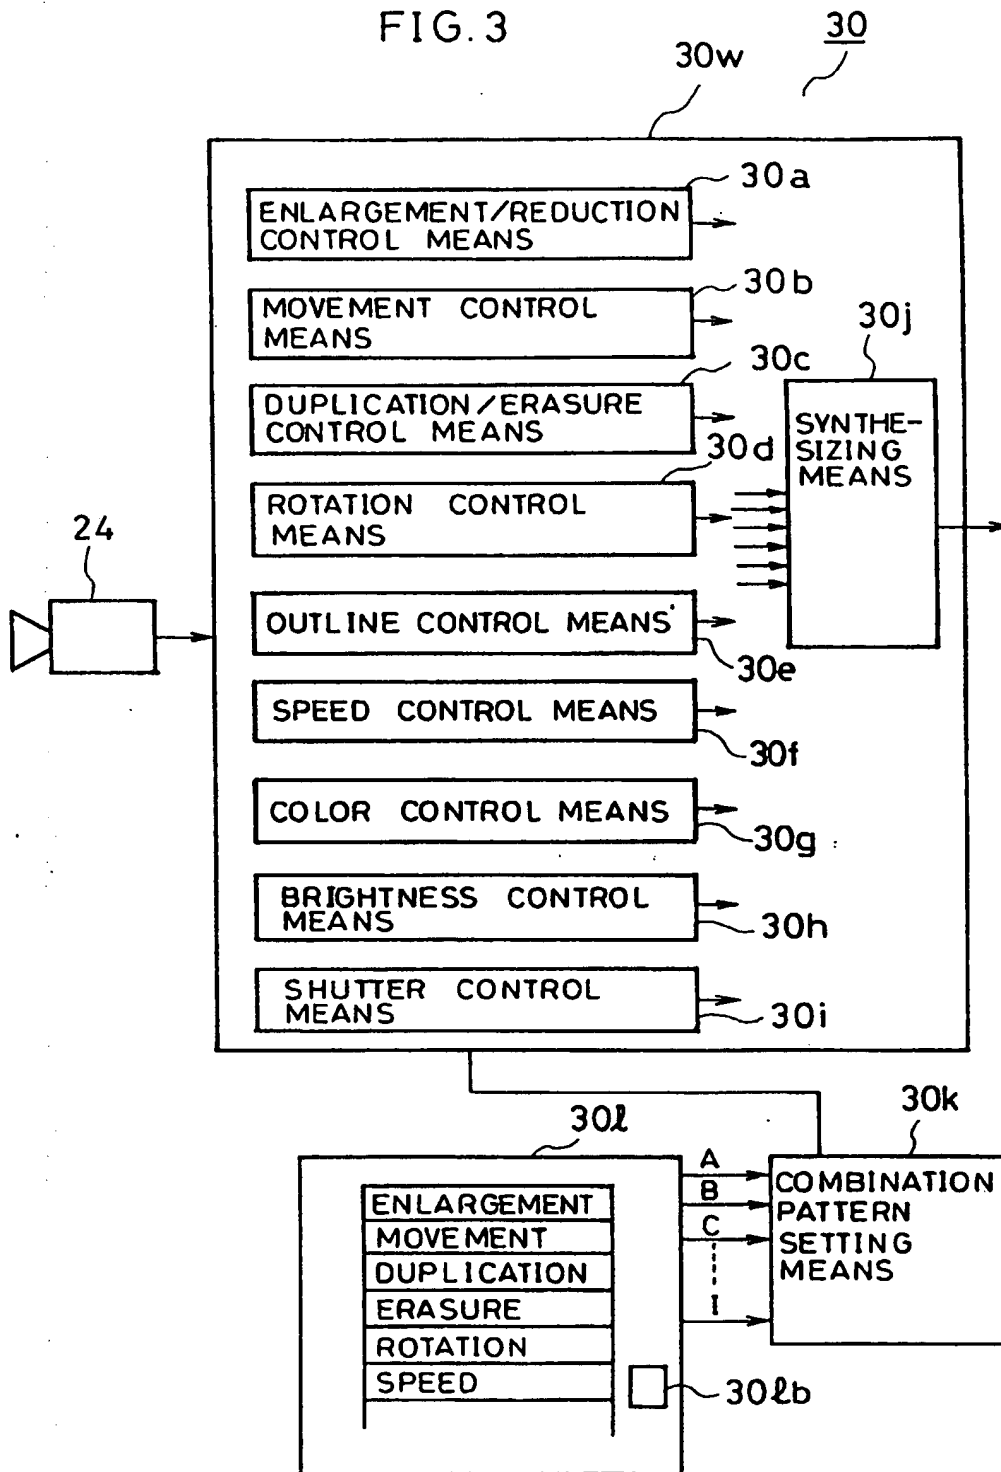 FIG. 3
30
30w
30a
ENLARGEMENT/REDUCTION
CONTROL MEANS
30b
MOVEMENT CONTROL
MEANS
30j
30c
DUPLICATION/ERASURE
CONTROL MEANS
SYNTHE-
SIZING
MEANS
30d
ROTATION CONTROL
MEANS
24
OUTLINE CONTROL MEANS
30e
SPEED CONTROL MEANS
30f
COLOR CONTROL MEANS
30g
BRIGHTNESS CONTROL
MEANS
30h
SHUTTER CONTROL
MEANS
30i
30k
30ℓ
A
B
C
I
COMBINATION
PATTERN
SETTING
MEANS
ENLARGEMENT
MOVEMENT
DUPLICATION
ERASURE
ROTATION
SPEED
30ℓb